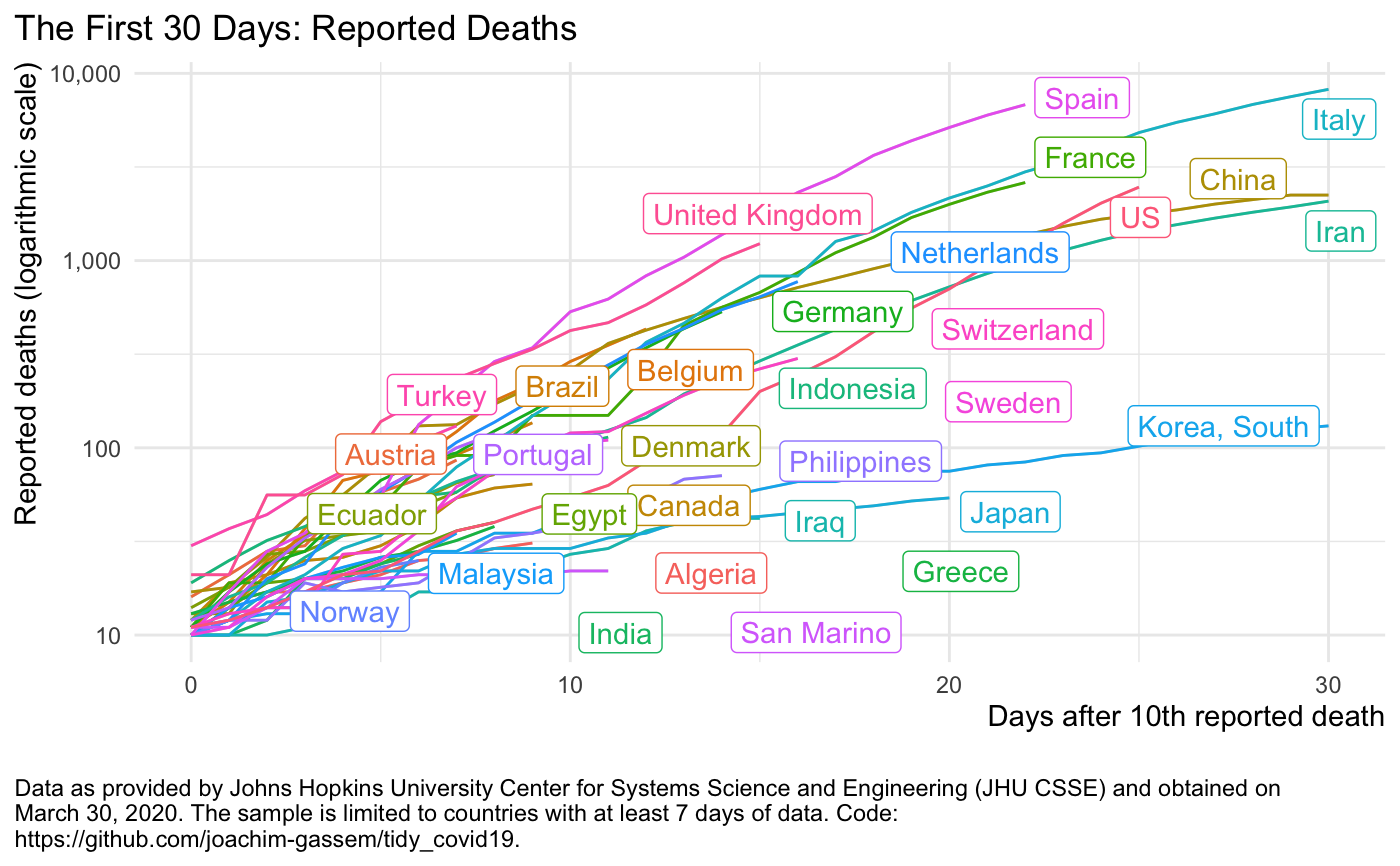 The First 30 Days: Reported Deaths
Reported deaths (logarithmic scale)
10,000
1,000
100
10
Spain
Italy
France
China
United Kingdom
US
Iran
Netherlands
Germany
Switzerland
Belgium
Turkey
Brazil
Indonesia
Sweden
Korea, South
Denmark
Austria
Portugal
Philippines
Canada
Ecuador
Egypt
Iraq
Japan
Malaysia
Algeria
Greece
Norway
India
San Marino
0
10
20
30
Days after 10th reported death
Data as provided by Johns Hopkins University Center for Systems Science and Engineering (JHU CSSE) and obtained on
March 30, 2020. The sample is limited to countries with at least 7 days of data. Code:
https://github.com/joachim-gassem/tidy_covid19.